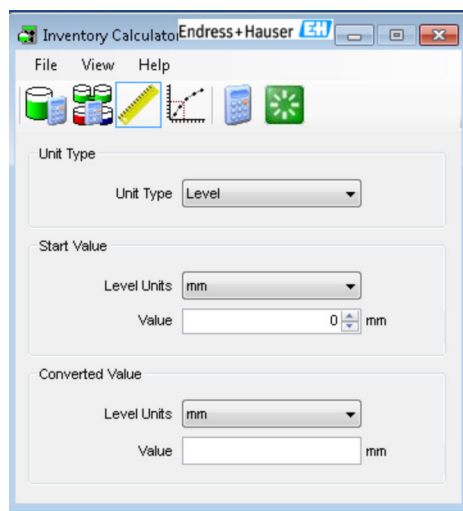 Inventory Calculator Endress+Hauser EH
File View Help
Unit Type
Unit Type Level
Start Value
Level Units mm
Value 0 mm
Converted Value
Level Units mm
Value mm